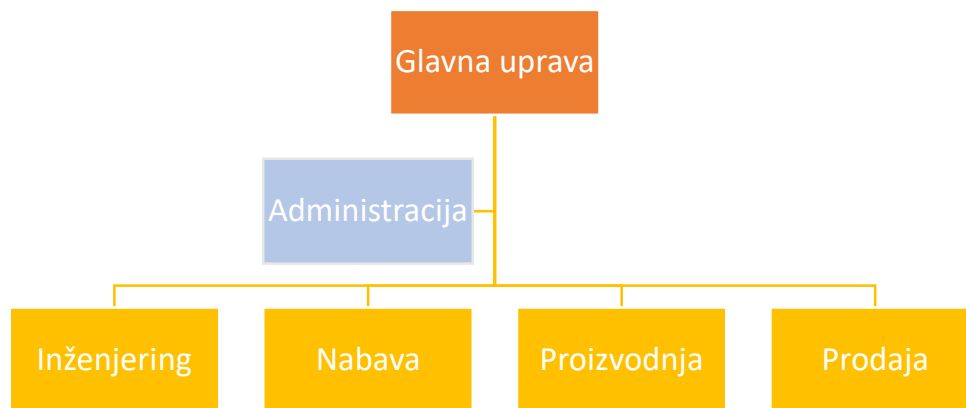 Glavna uprava
Administracija
Inženjering
Nabava
Proizvodnja
Prodaja